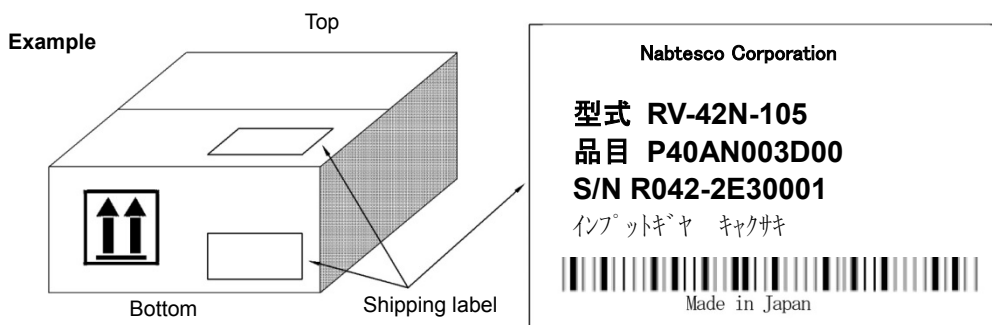 Example
Top
Bottom
Shipping label
Nabtesco Corporation
型式 RV-42N-105
品目 P40AN003D00
S/N R042-2E30001
インプットギヤ キャクサキ
Made in Japan